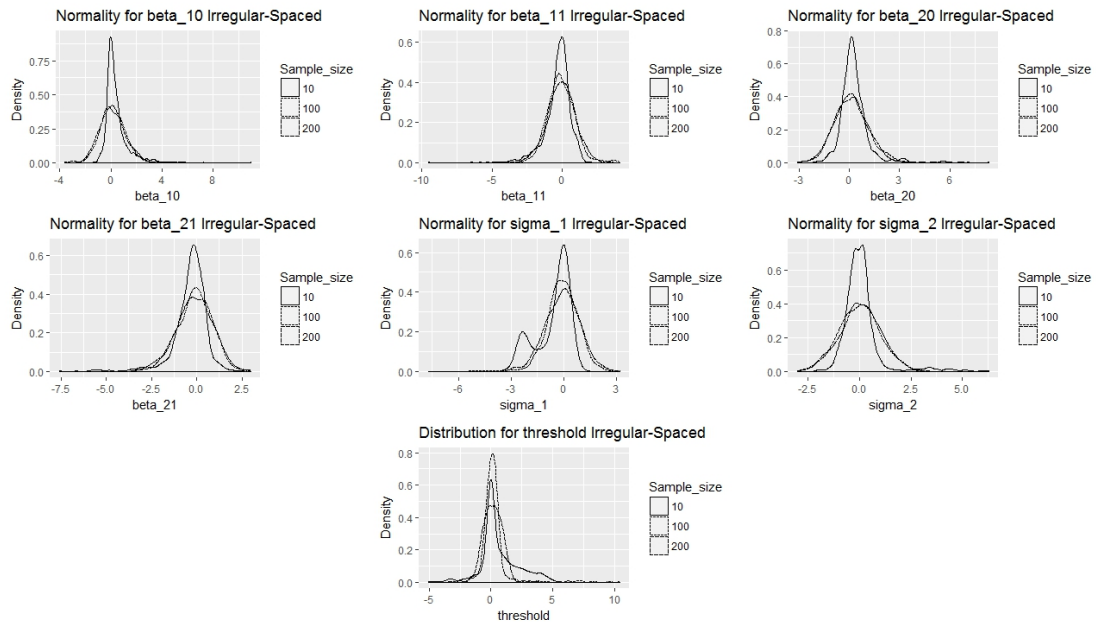 Normality for beta_10 Irregular-Spaced
Density
0.75
0.50
0.25
0.00
-4
0
4
8
beta_10
Sample_size
10
100
200
Normality for beta_11 Irregular-Spaced
Density
0.6
0.4
0.2
0.0
-10
-5
0
beta_11
Sample_size
10
100
200
Normality for beta_20 Irregular-Spaced
Density
0.8
0.6
0.4
0.2
0.0
-3
0
3
6
beta_20
Sample_size
10
100
200
Normality for beta_21 Irregular-Spaced
Density
0.6
0.4
0.2
0.0
-7.5
-5.0
-2.5
0.0
2.5
beta_21
Sample_size
10
100
200
Normality for sigma_1 Irregular-Spaced
Density
0.6
0.4
0.2
0.0
-6
-3
0
3
sigma_1
Sample_size
10
100
200
Normality for sigma_2 Irregular-Spaced
Density
0.6
0.4
0.2
0.0
-2.5
0.0
2.5
5.0
sigma_2
Sample_size
10
100
200
Distribution for threshold Irregular-Spaced
Density
0.8
0.6
0.4
0.2
0.0
-5
0
5
10
threshold
Sample_size
10
100
200